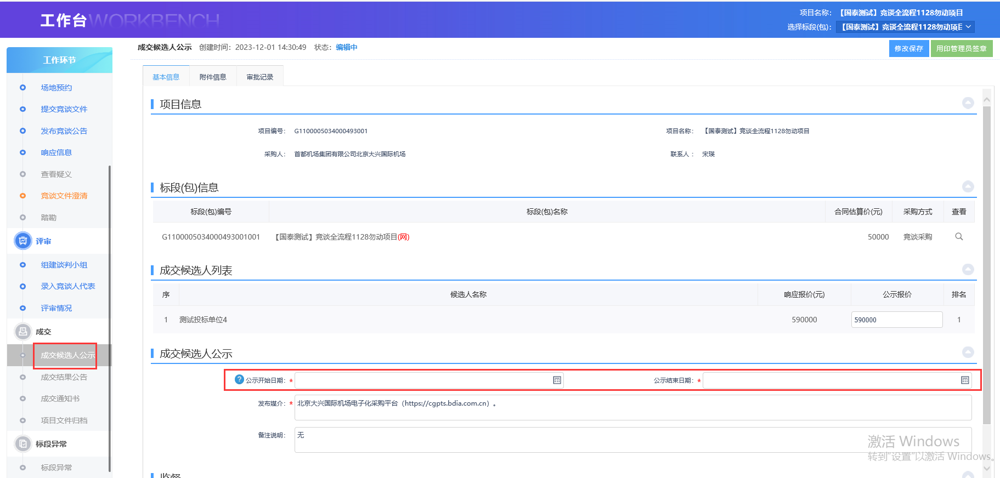 工作台WORKBENCH
项目名称： 【国泰测试】竞谈全流程1128勿动项目
选择标段(包)： 【国泰测试】竞谈全流程1128勿动项目
工作环节
场地预约
提交竞谈文件
发布竞谈公告
响应信息
查看疑义
竞谈文件澄清
踏勘
评审
组建谈判小组
录入竞谈人代表
评审情况
成交
成交候选人公示
成交结果公告
成交通知书
项目文件归档
标段异常
标段异常
成交候选人公示 创建时间：2023-12-01 14:30:49 状态：编辑中
修改保存 用印管理员签章
基本信息 附件信息 审批记录
项目信息
项目编号： G1100005034000493001 项目名称： 【国泰测试】竞谈全流程1128勿动项目
采购人： 首都机场集团有限公司北京大兴国际机场 联系人： 宋瑛
标段(包)信息
标段(包)编号 标段(包)名称 合同估算价(元) 采购方式 查看
G1100005034000493001001 【国泰测试】竞谈全流程1128勿动项目(网) 50000 竞谈采购
成交候选人列表
序 候选人名称 响应报价(元) 公示报价 排名
1 测试投标单位4 590000 590000 1
成交候选人公示
? 公示开始日期： * 公示结束日期： *
发布媒介： * 北京大兴国际机场电子化采购平台（https://cgpts.bdia.com.cn）。
备注说明： 无
激活 Windows
转到"设置"以激活 Windows。
监督